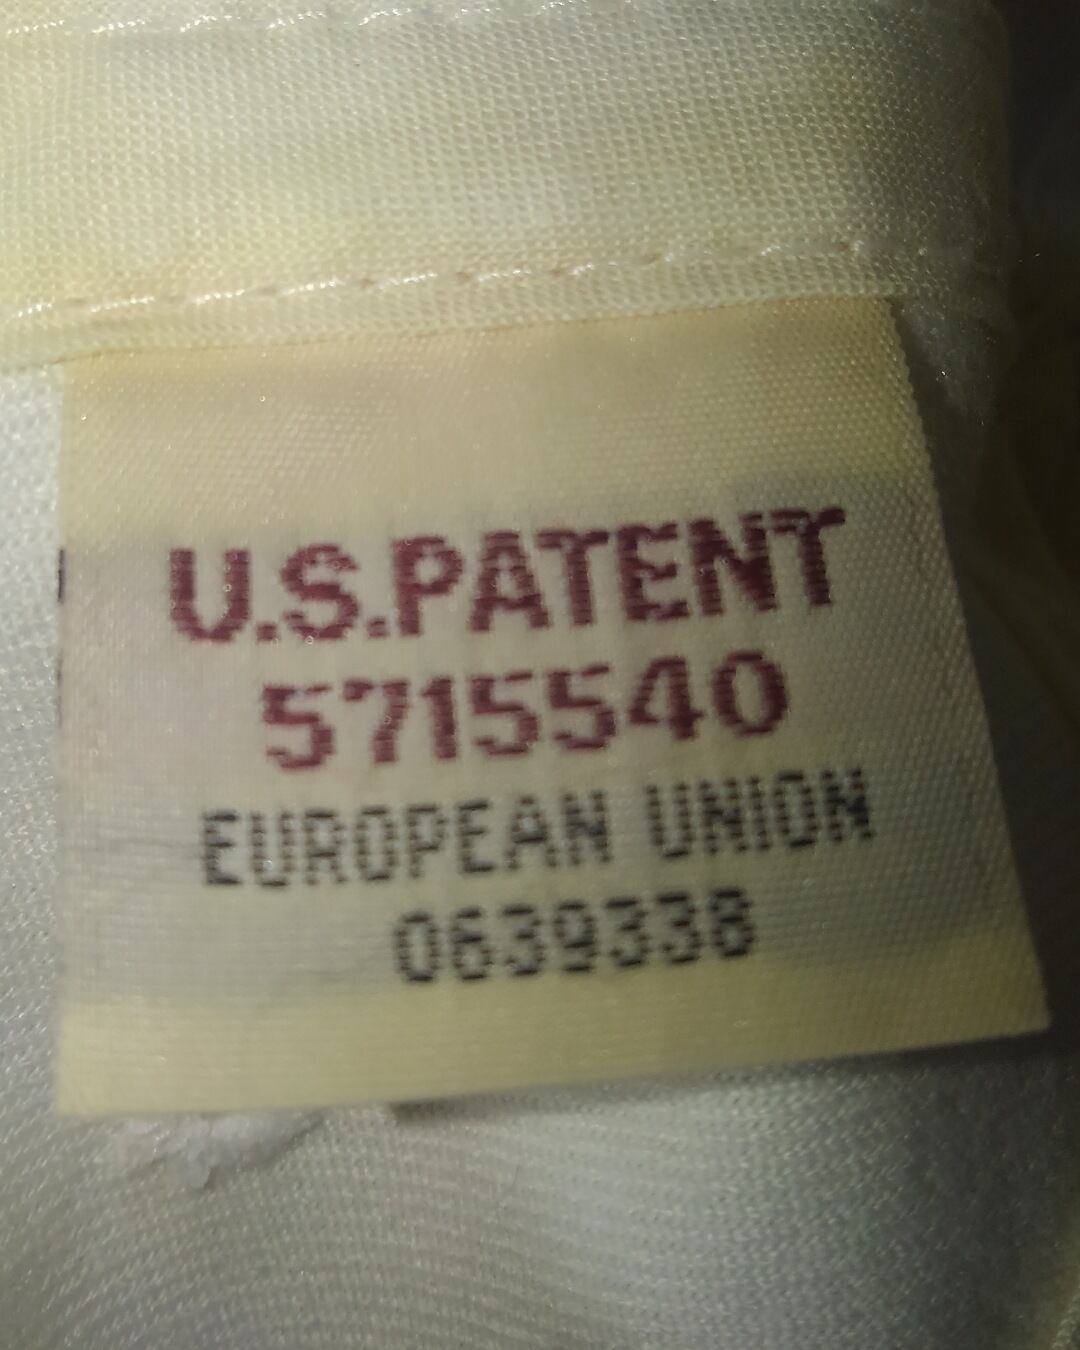 U.S.PATENT
5715540
EUROPEAN UNION
0639338